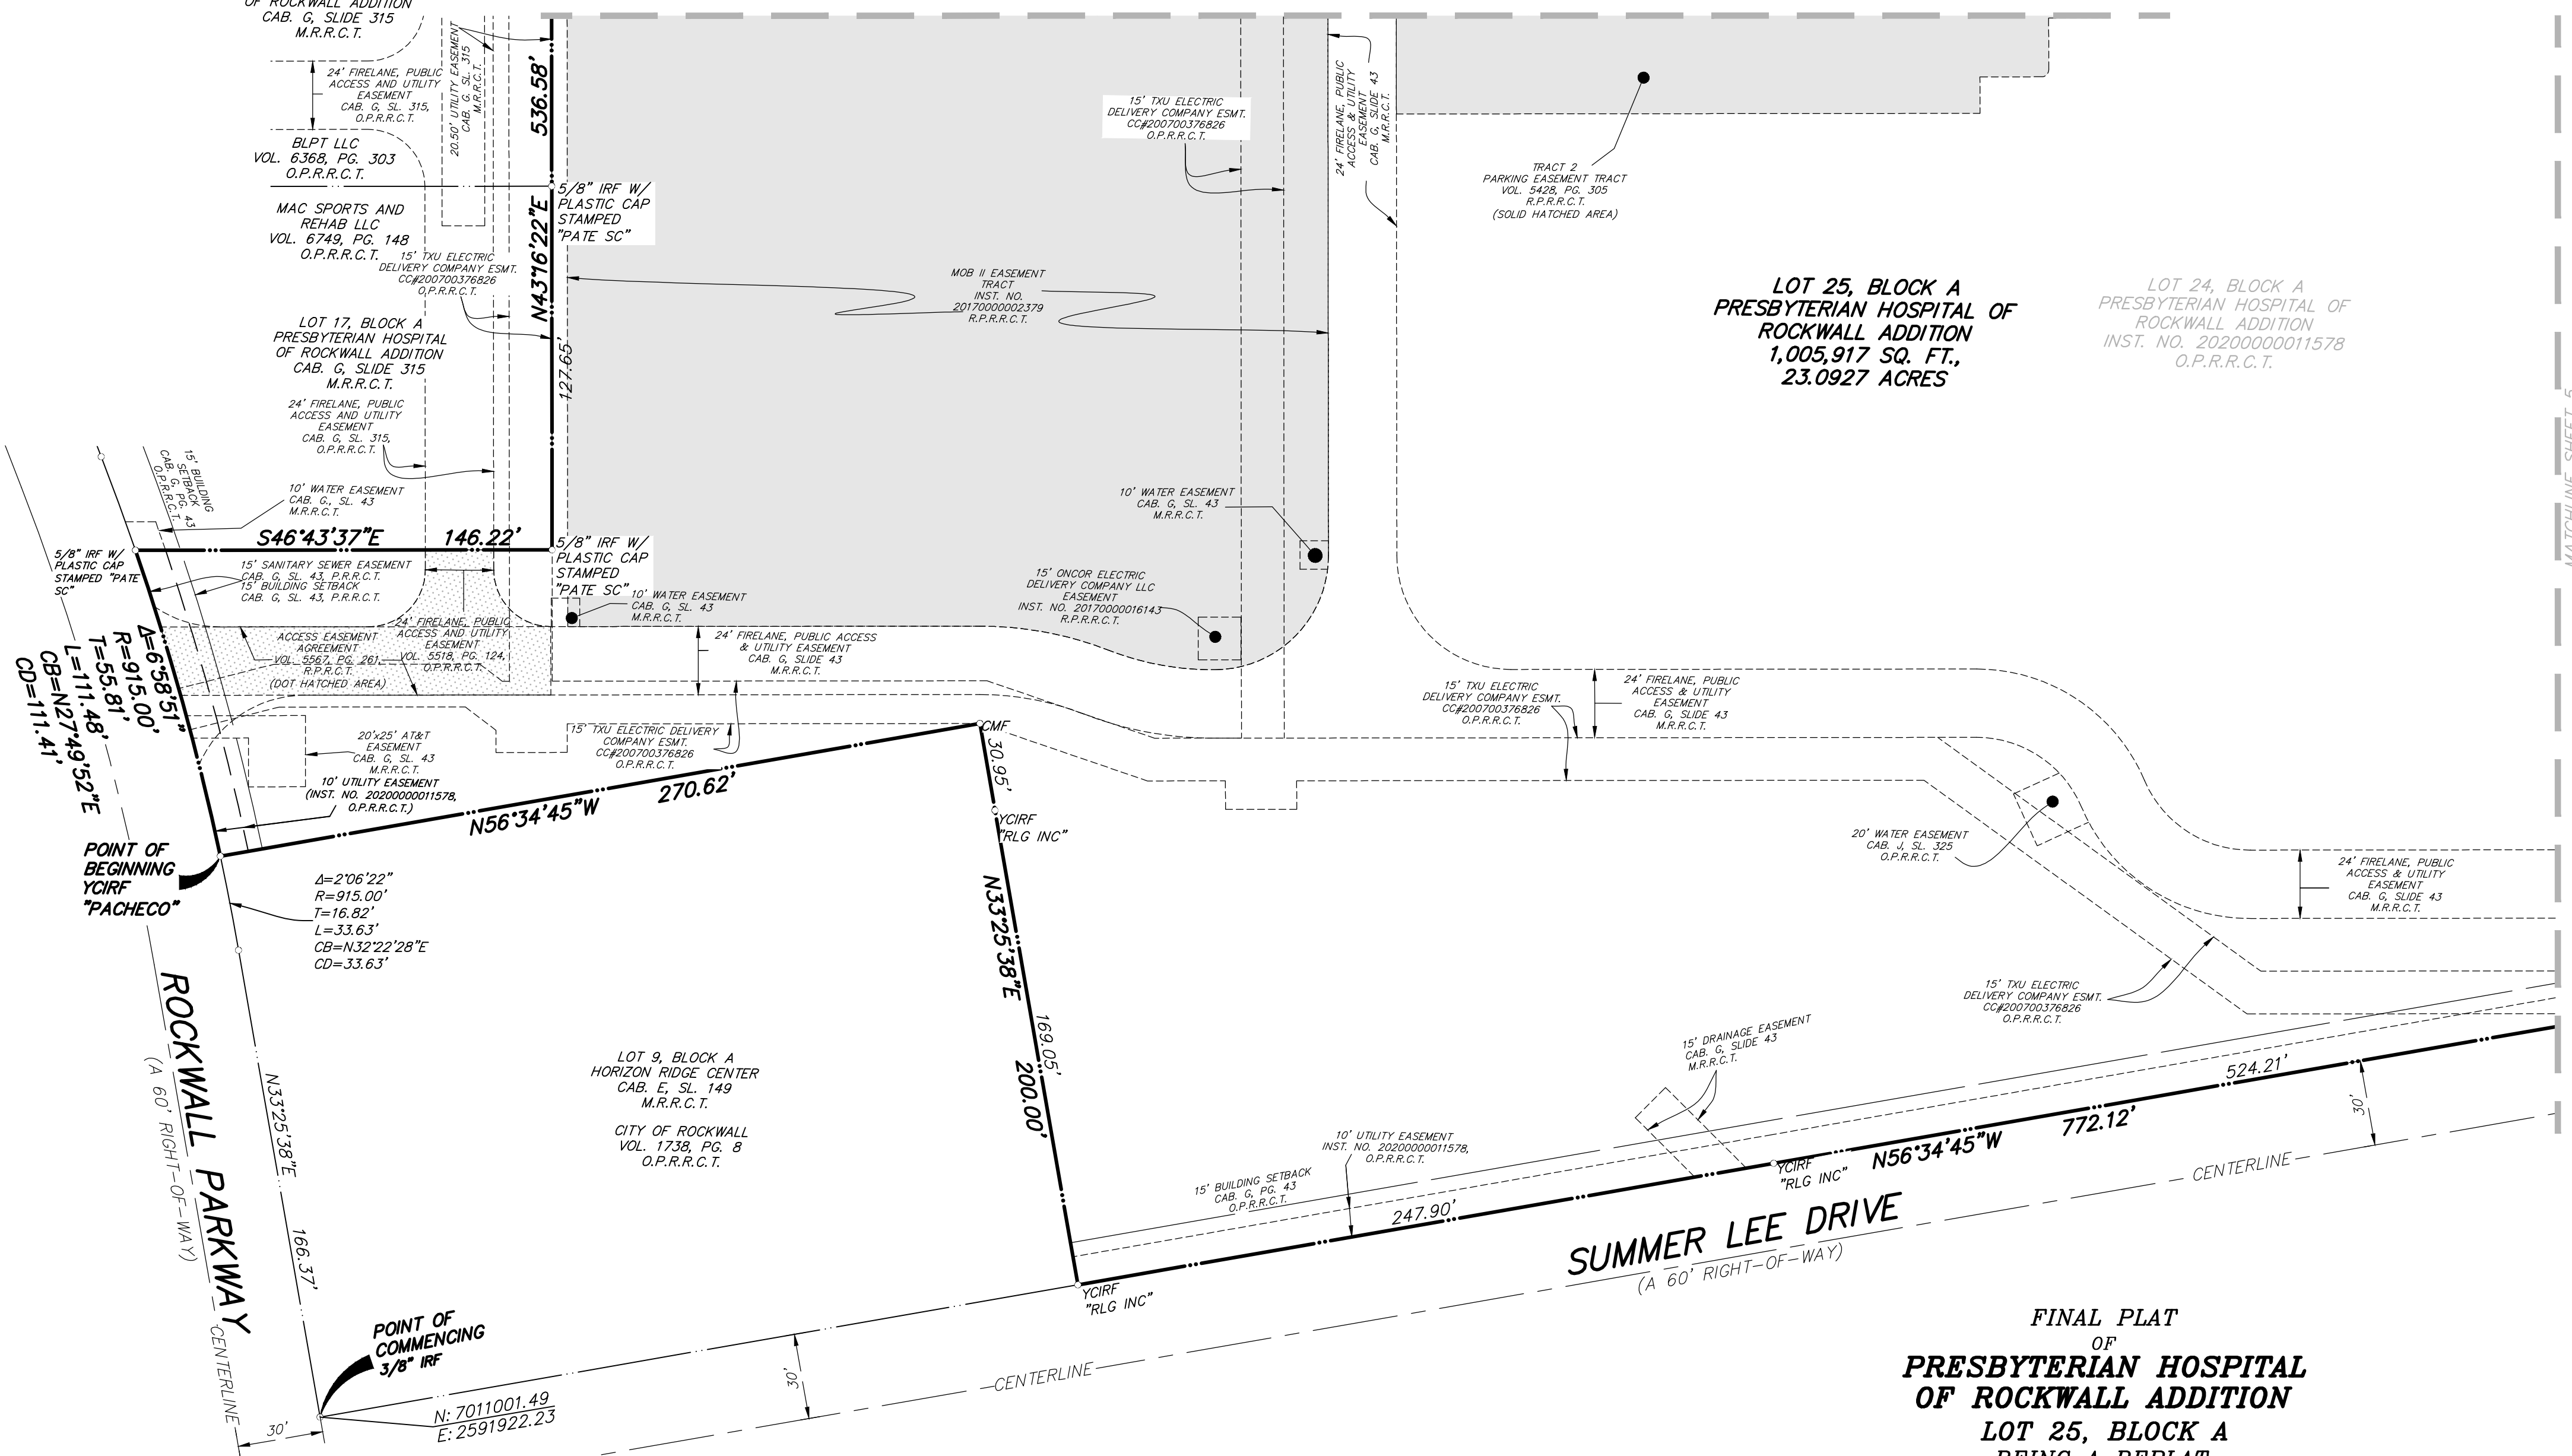 OF ROCKWALL ADDITION
CAB. G, SLIDE 315
M.R.R.C.T.
24' FIRELANE, PUBLIC
ACCESS AND UTILITY
EASEMENT
CAB. G, SL. 315,
O.P.R.R.C.T.
20.50' UTILITY EASEMENT
CAB. G. SL. 315
M.R.R.C.T.
536.58'
BLPT LLC
VOL. 6368, PG. 303
O.P.R.R.C.T.
5/8" IRF W/
PLASTIC CAP
STAMPED
"PATE SC"
MAC SPORTS AND
REHAB LLC
VOL. 6749, PG. 148
O.P.R.R.C.T.
15' TXU ELECTRIC
DELIVERY COMPANY ESMT.
CC#200700376826
O.P.R.R.C.T.
N43°16'22"E
127.65'
LOT 17, BLOCK A
PRESBYTERIAN HOSPITAL
OF ROCKWALL ADDITION
CAB. G, SLIDE 315
M.R.R.C.T.
24' FIRELANE, PUBLIC
ACCESS AND UTILITY
EASEMENT
CAB. G, SL. 315,
O.P.R.R.C.T.
15' BUILDING
SETBACK
CAB. G, PG. 43
O.P.R.R.C.T.
10' WATER EASEMENT
CAB. G., SL. 43
M.R.R.C.T.
15' TXU ELECTRIC
DELIVERY COMPANY ESMT.
CC#200700376826
O.P.R.R.C.T.
24' FIRELANE, PUBLIC
ACCESS & UTILITY
EASEMENT
CAB. G, SLIDE 43
M.R.R.C.T.
TRACT 2
PARKING EASEMENT TRACT
VOL. 5428, PG. 305
R.P.R.R.C.T.
(SOLID HATCHED AREA)
MOB II EASEMENT
TRACT
INST. NO.
20170000002379
R.P.R.R.C.T.
LOT 25, BLOCK A
PRESBYTERIAN HOSPITAL OF
ROCKWALL ADDITION
1,005,917 SQ. FT.,
23.0927 ACRES
LOT 24, BLOCK A
PRESBYTERIAN HOSPITAL OF
ROCKWALL ADDITION
INST. NO. 20200000011578
O.P.R.R.C.T.
MATCHLINE SHEET 5
10' WATER EASEMENT
CAB. G, SL. 43
M.R.R.C.T.
S46°43'37"E 146.22'
5/8" IRF W/
PLASTIC CAP
STAMPED "PATE
SC"
5/8" IRF W/
PLASTIC CAP
STAMPED
"PATE SC"
15' SANITARY SEWER EASEMENT
CAB. G, SL. 43, P.R.R.C.T.
15' BUILDING SETBACK
CAB. G, SL. 43, P.R.R.C.T.
10' WATER EASEMENT
CAB. G, SL. 43
M.R.R.C.T.
15' ONCOR ELECTRIC
DELIVERY COMPANY LLC
EASEMENT
INST. NO. 20170000016143
R.P.R.R.C.T.
ACCESS EASEMENT
AGREEMENT
VOL. 5567, PG. 261,
R.P.R.C.T.
(DOT HATCHED AREA)
24' FIRELANE, PUBLIC
ACCESS AND UTILITY
EASEMENT
VOL. 5518, PG. 124,
O.P.R.R.C.T.
24' FIRELANE, PUBLIC ACCESS
& UTILITY EASEMENT
CAB. G, SLIDE 43
M.R.R.C.T.
Δ=6°58'51"
R=915.00'
T=55.81'
L=111.48'
CB=N27°49'52"E
CD=111.41'
20'x25' AT&T
EASEMENT
CAB. G, SL. 43
M.R.R.C.T.
10' UTILITY EASEMENT
(INST. NO. 20200000011578,
O.P.R.R.C.T.)
15' TXU ELECTRIC DELIVERY
COMPANY ESMT.
CC#200700376826
O.P.R.R.C.T.
N56°34'45"W 270.62'
CMF
30.95'
YCIRF
"RLG INC"
15' TXU ELECTRIC
DELIVERY COMPANY ESMT.
CC#200700376826
O.P.R.R.C.T.
24' FIRELANE, PUBLIC
ACCESS & UTILITY
EASEMENT
CAB. G, SLIDE 43
M.R.R.C.T.
20' WATER EASEMENT
CAB. J, SL. 325
O.P.R.R.C.T.
24' FIRELANE, PUBLIC
ACCESS & UTILITY
EASEMENT
CAB. G, SLIDE 43
M.R.R.C.T.
POINT OF
BEGINNING
YCIRF
"PACHECO"
Δ=2°06'22"
R=915.00'
T=16.82'
L=33.63'
CB=N32°22'28"E
CD=33.63'
N33°25'38"E
169.05'
200.00'
15' TXU ELECTRIC
DELIVERY COMPANY ESMT.
CC#200700376826
O.P.R.R.C.T.
15' DRAINAGE EASEMENT
CAB. G, SLIDE 43
M.R.R.C.T.
ROCKWALL PARKWAY
(A 60' RIGHT-OF-WAY)
CENTERLINE
N33°25'38"E
166.37'
LOT 9, BLOCK A
HORIZON RIDGE CENTER
CAB. E, SL. 149
M.R.R.C.T.
CITY OF ROCKWALL
VOL. 1738, PG. 8
O.P.R.R.C.T.
15' BUILDING SETBACK
CAB. G, PG. 43
O.P.R.R.C.T.
10' UTILITY EASEMENT
INST. NO. 20200000011578,
O.P.R.R.C.T.
247.90'
YCIRF
"RLG INC"
YCIRF
"RLG INC"
N56°34'45"W 772.12'
524.21'
30'
CENTERLINE
SUMMER LEE DRIVE
(A 60' RIGHT-OF-WAY)
POINT OF
COMMENCING
3/8" IRF
N: 7011001.49
E: 2591922.23
30'
30'
CENTERLINE
FINAL PLAT
OF
PRESBYTERIAN HOSPITAL
OF ROCKWALL ADDITION
LOT 25, BLOCK A
BEING A REPLAT